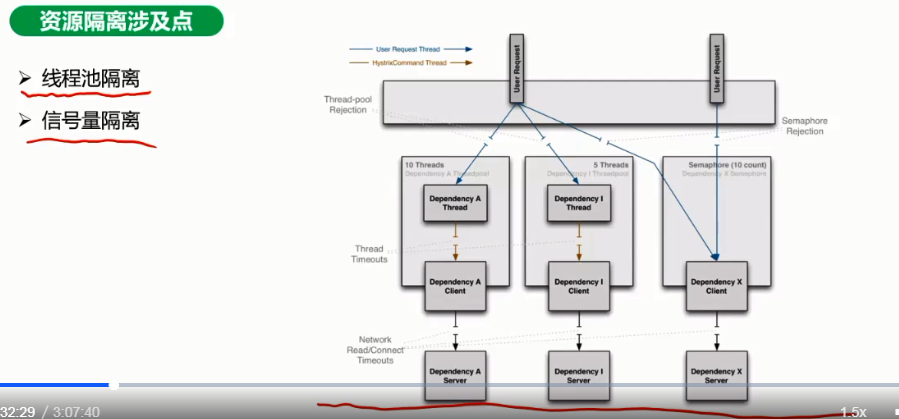 资源隔离涉及点
➢ 线程池隔离
➢ 信号量隔离
User Request Thread
HystrixCommand Thread
User Request
User Request
Thread-pool
Rejection
Semaphore
Rejection
10 Threads
Dependency A Threadpool
5 Threads
Dependency I Threadpool
Semaphore (10 count)
Dependency X Semaphore
Dependency A
Thread
Dependency I
Thread
Thread
Timeouts
Dependency A
Client
Dependency I
Client
Dependency X
Client
Network
Read/Connect
Timeouts
Dependency A
Server
Dependency I
Server
Dependency X
Server
32:29 / 3:07:40
1.5x